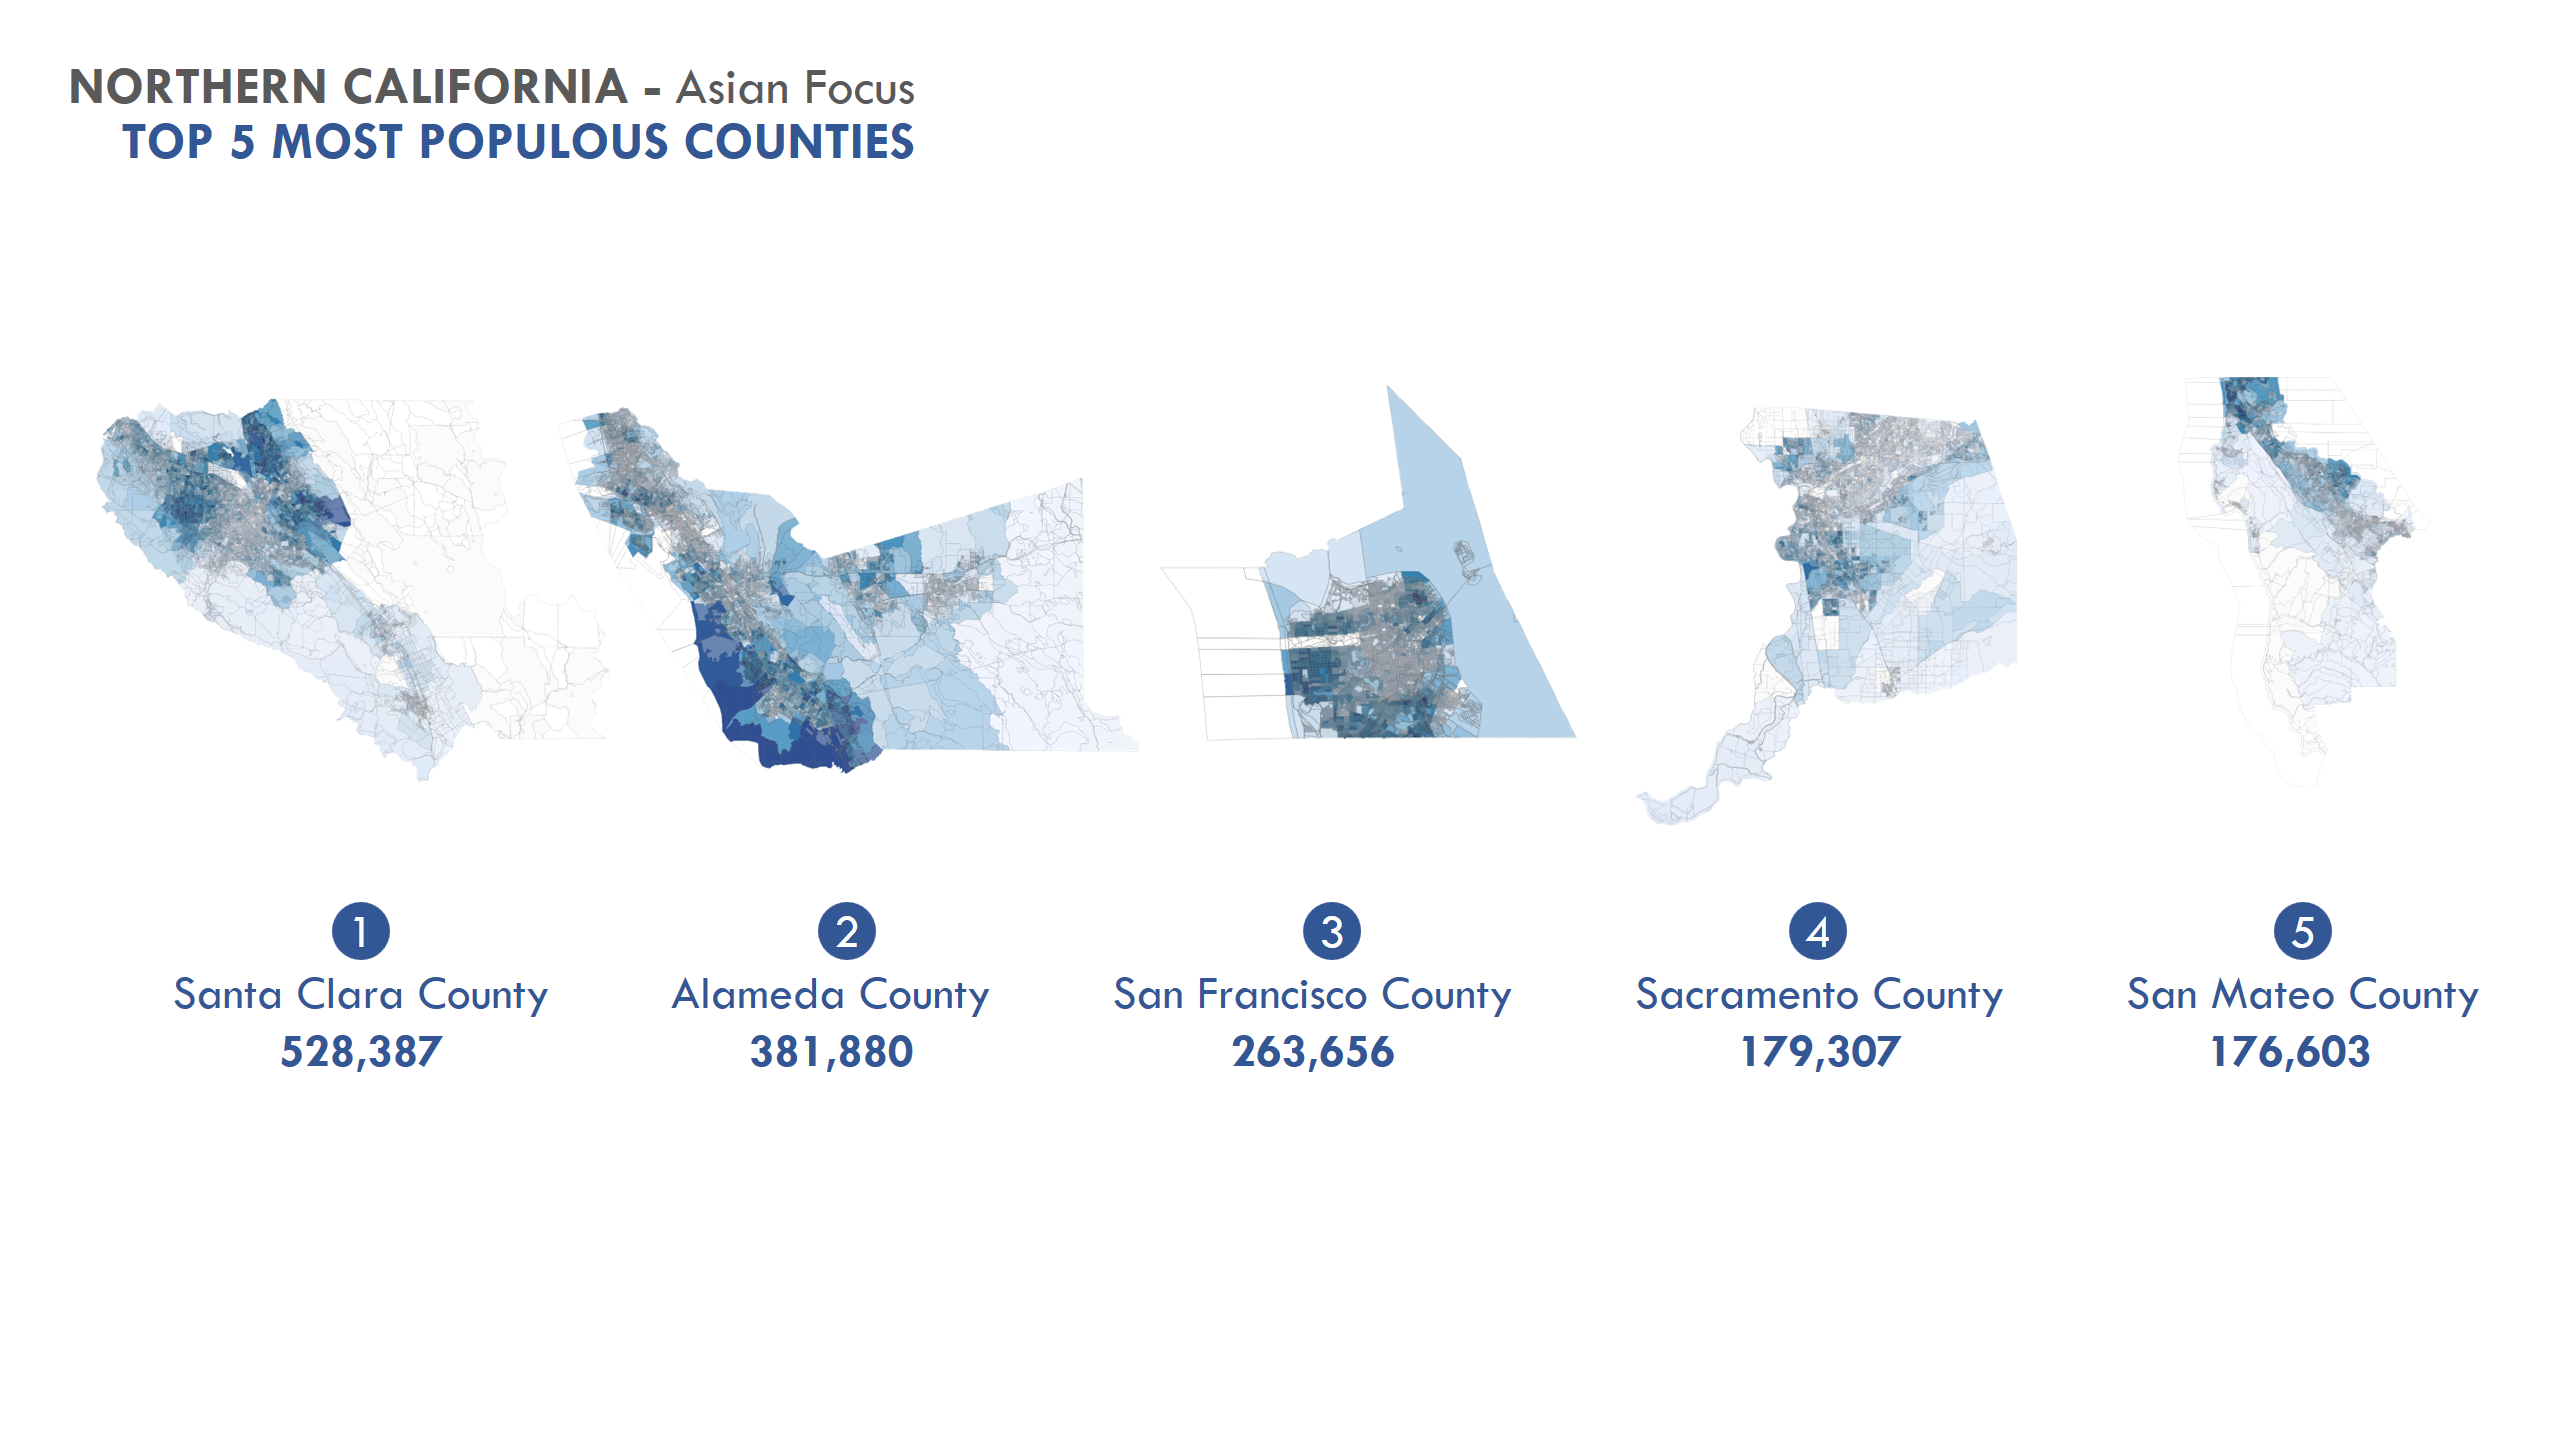 NORTHERN CALIFORNIA - Asian Focus
TOP 5 MOST POPULOUS COUNTIES
1
Santa Clara County
528,387
2
Alameda County
381,880
3
San Francisco County
263,656
4
Sacramento County
179,307
5
San Mateo County
176,603